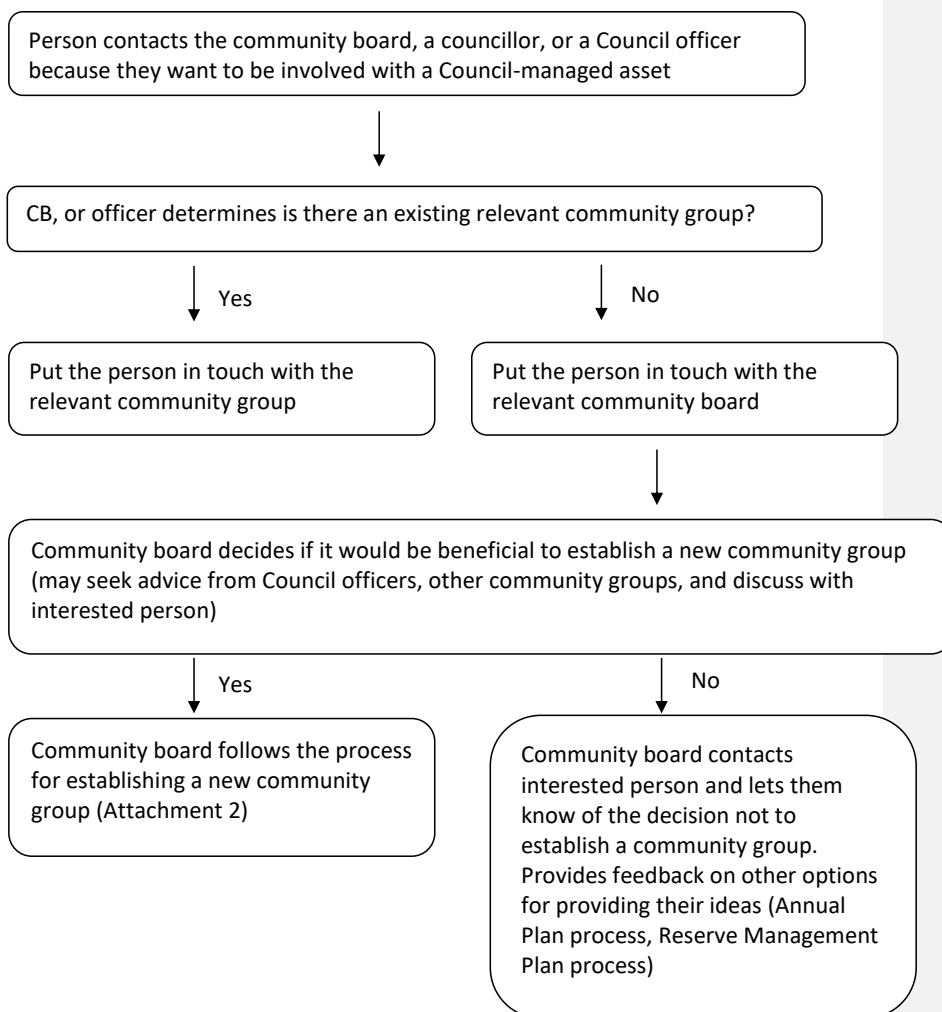 Person contacts the community board, a councillor, or a Council officer
because they want to be involved with a Council-managed asset
CB, or officer determines is there an existing relevant community group?
Yes
No
Put the person in touch with the
relevant community group
Put the person in touch with the
relevant community board
Community board decides if it would be beneficial to establish a new community group
(may seek advice from Council officers, other community groups, and discuss with
interested person)
Yes
No
Community board follows the process
for establishing a new community
group (Attachment 2)
Community board contacts
interested person and lets them
know of the decision not to
establish a community group.
Provides feedback on other options
for providing their ideas (Annual
Plan process, Reserve Management
Plan process)